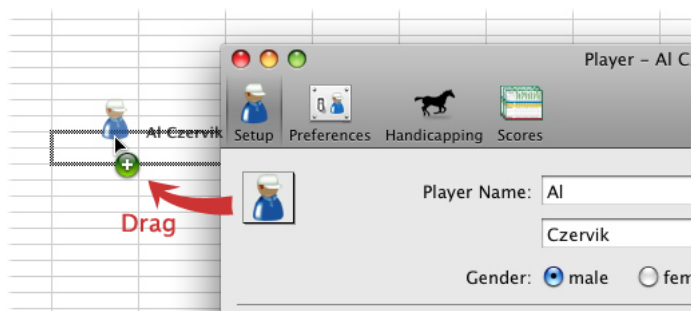 Player – Al C
Al Czervik
Setup Preferences Handicapping Scores
Player Name: Al
Drag
Czervik
Gender: male fem